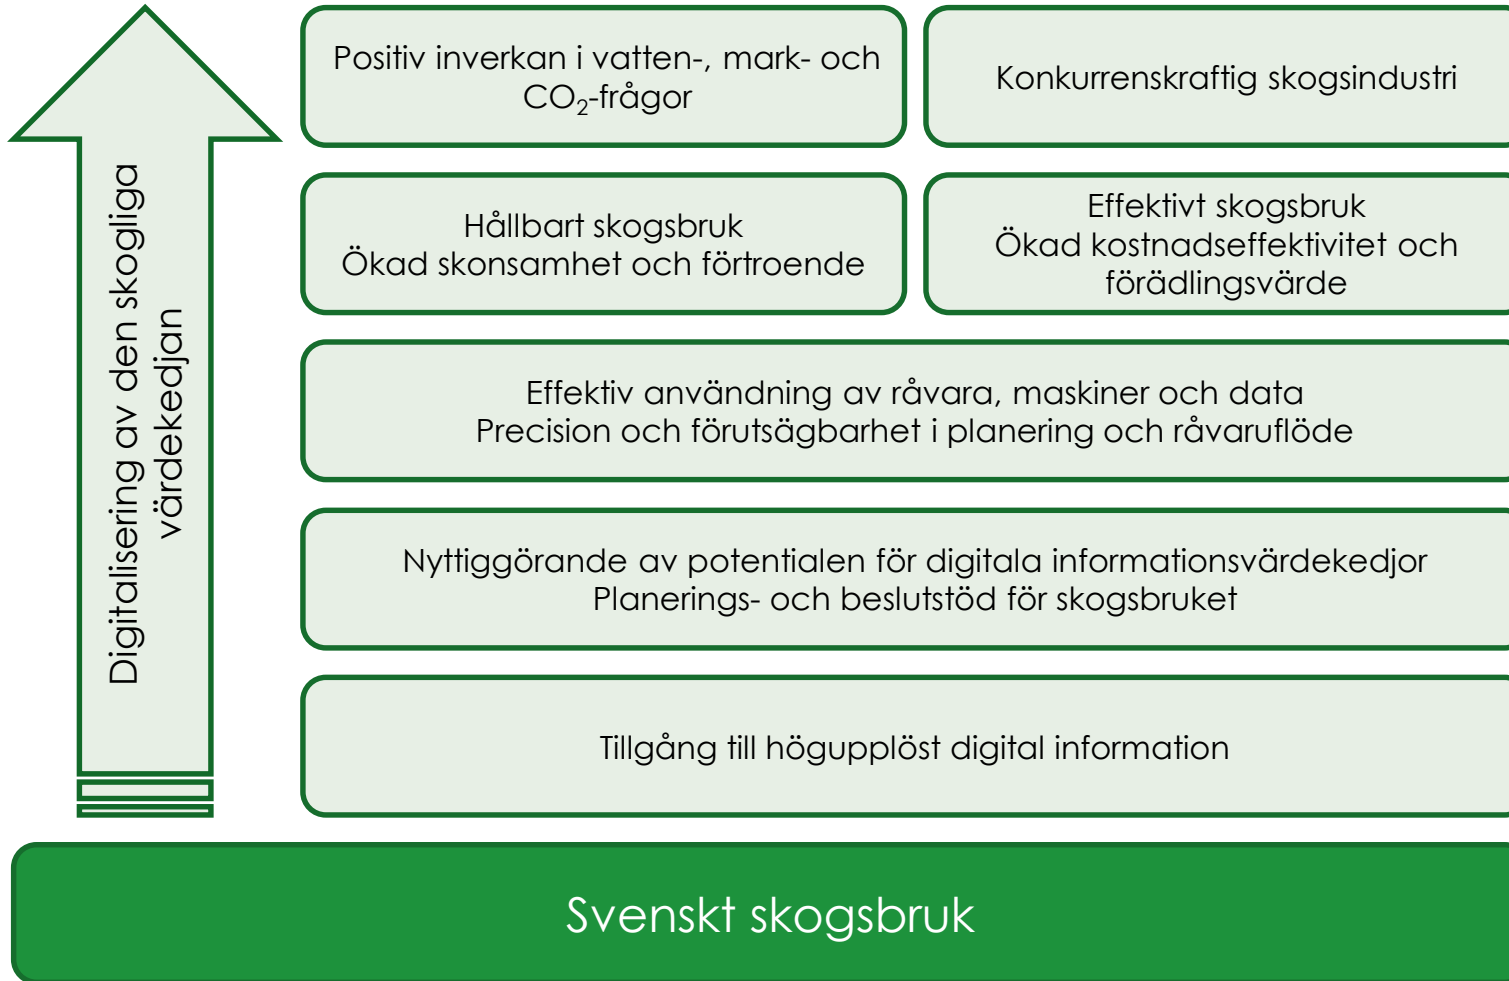 Digitalisering av den skogliga
värdekedjan
Positiv inverkan i vatten-, mark- och
CO₂-frågor
Konkurrenskraftig skogsindustri
Hållbart skogsbruk
Ökad skonsamhet och förtroende
Effektivt skogsbruk
Ökad kostnadseffektivitet och
förädlingsvärde
Effektiv användning av råvara, maskiner och data
Precision och förutsägbarhet i planering och råvaruflöde
Nyttiggörande av potentialen för digitala informationsvärdekedjor
Planerings- och beslutstöd för skogsbruket
Tillgång till högupplöst digital information
Svenskt skogsbruk